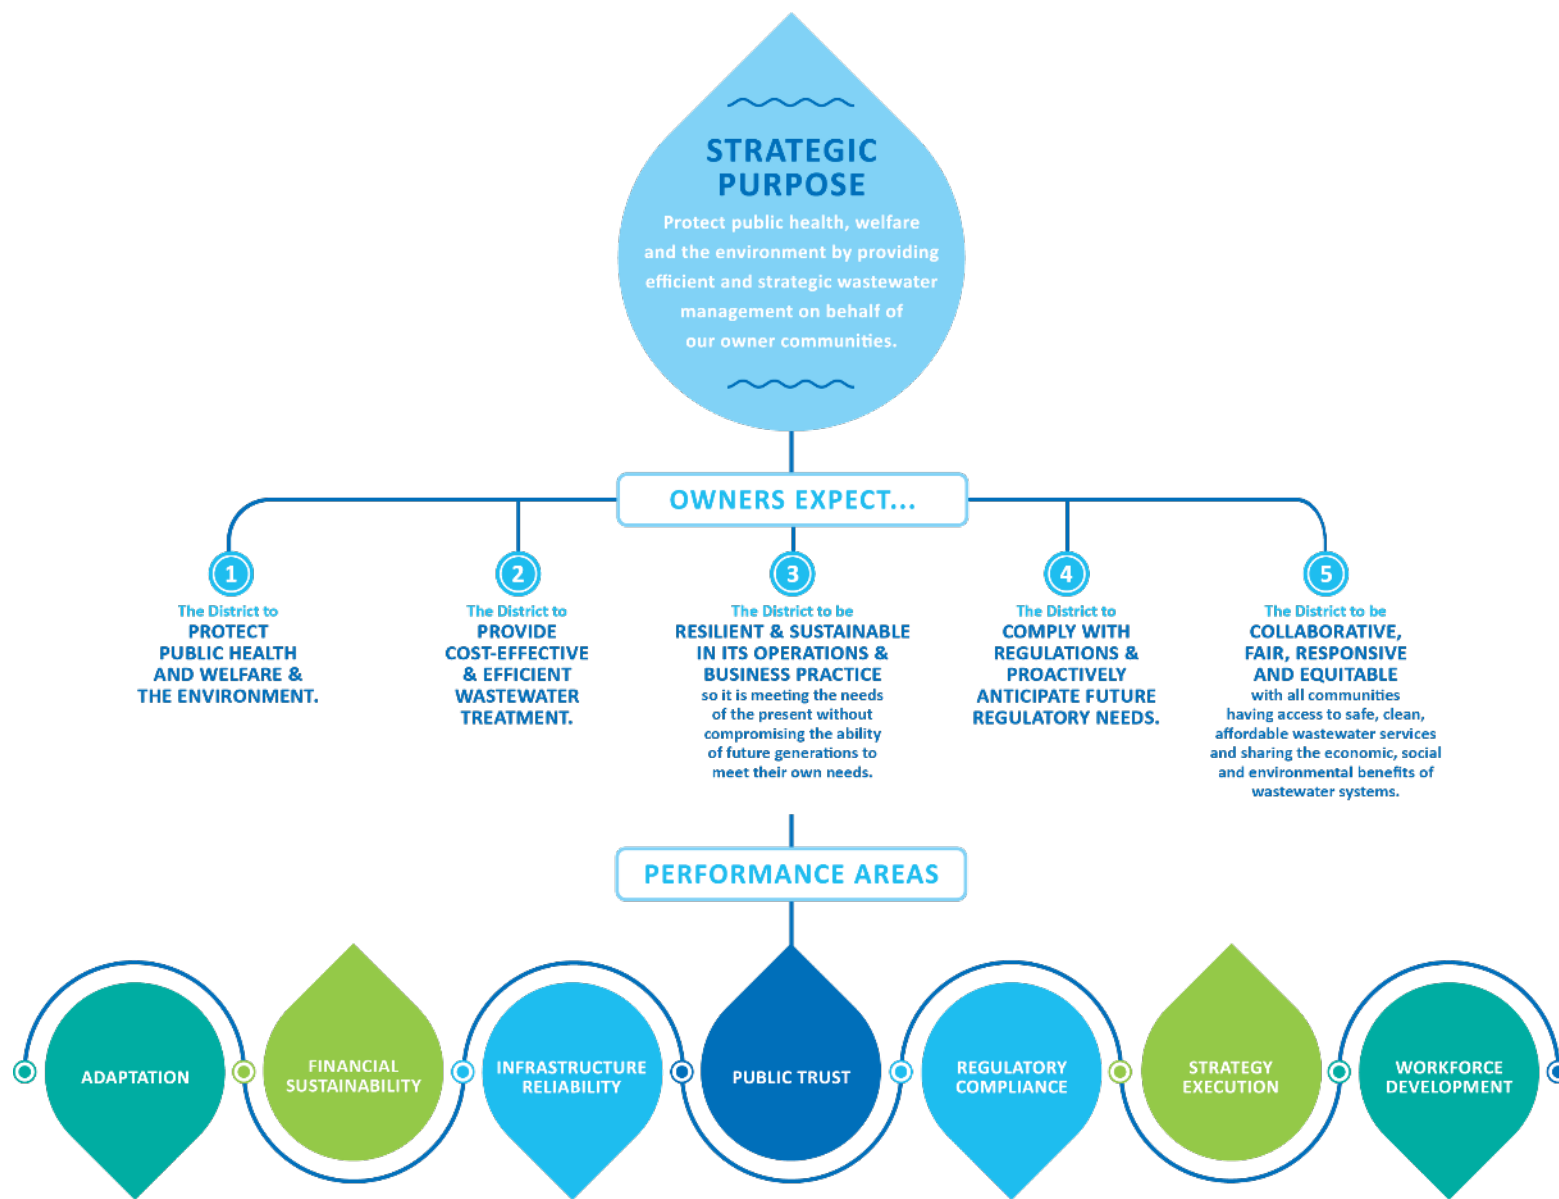 STRATEGIC
PURPOSE
Protect public health, welfare
and the environment by providing
efficient and strategic wastewater
management on behalf of
our owner communities.
OWNERS EXPECT...
1
The District to
PROTECT
PUBLIC HEALTH
AND WELFARE &
THE ENVIRONMENT.
2
The District to
PROVIDE
COST-EFFECTIVE
& EFFICIENT
WASTEWATER
TREATMENT.
3
The District to be
RESILIENT & SUSTAINABLE
IN ITS OPERATIONS &
BUSINESS PRACTICE
so it is meeting the needs
of the present without
compromising the ability
of future generations to
meet their own needs.
4
The District to
COMPLY WITH
REGULATIONS &
PROACTIVELY
ANTICIPATE FUTURE
REGULATORY NEEDS.
5
The District to be
COLLABORATIVE,
FAIR, RESPONSIVE
AND EQUITABLE
with all communities
having access to safe, clean,
affordable wastewater services
and sharing the economic, social
and environmental benefits of
wastewater systems.
PERFORMANCE AREAS
ADAPTATION
FINANCIAL
SUSTAINABILITY
INFRASTRUCTURE
RELIABILITY
PUBLIC TRUST
REGULATORY
COMPLIANCE
STRATEGY
EXECUTION
WORKFORCE
DEVELOPMENT